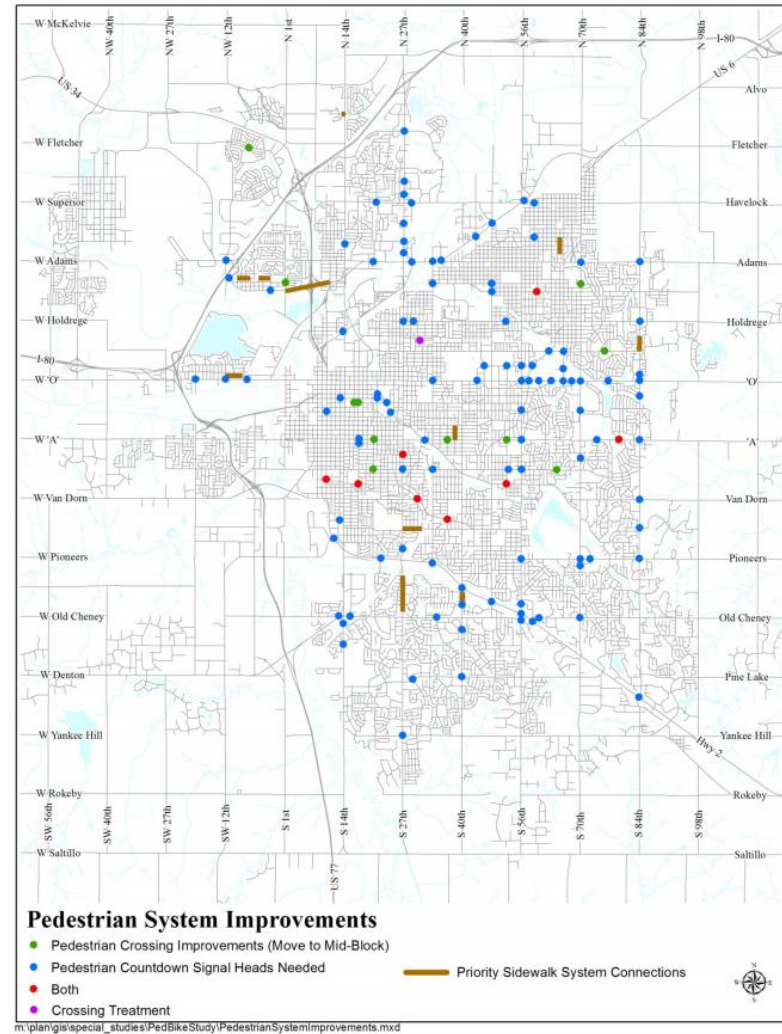 W McKelvie
NW 40th
NW 27th
NW 12th
N 1st
N 14th
N 27th
N 40th
N 56th
N 70th
N 84th
N 98th
I-80
US 6
US-34
Alvo
W Fletcher
Fletcher
W Superior
Havelock
W Adams
Adams
W Holdrege
Holdrege
I-80
W 'O'
'O'
W 'A'
'A'
W Van Dorn
Van Dorn
W Pioneers
Pioneers
W Old Cheney
Old Cheney
W Denton
Pine Lake
W Yankee Hill
Yankee Hill
Hwy 2
W Rokeby
Rokeby
SW 56th
SW 40th
SW 27th
SW 12th
S 1st
S 14th
S 27th
S 40th
S 56th
S 70th
S 84th
S 98th
W Saltillo
Saltillo
US 77
Pedestrian System Improvements
Pedestrian Crossing Improvements (Move to Mid-Block)
Pedestrian Countdown Signal Heads Needed
Priority Sidewalk System Connections
Both
Crossing Treatment
N
W
E
S
m:\plan\gis\special_studies\PedBikeStudy\PedestrianSystemImprovements.mxd